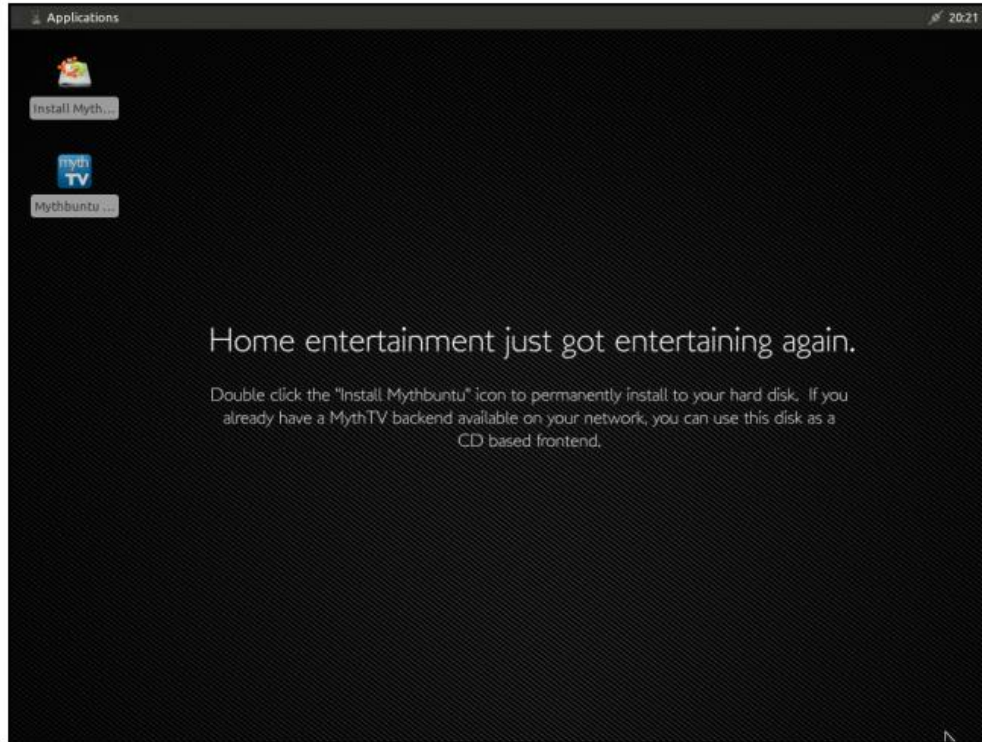 Applications
20:21
Install Myth...
myth
TV
Mythbuntu ...
Home entertainment just got entertaining again.
Double click the "Install Mythbuntu" icon to permanently install to your hard disk. If you
already have a MythTV backend available on your network, you can use this disk as a
CD based frontend.